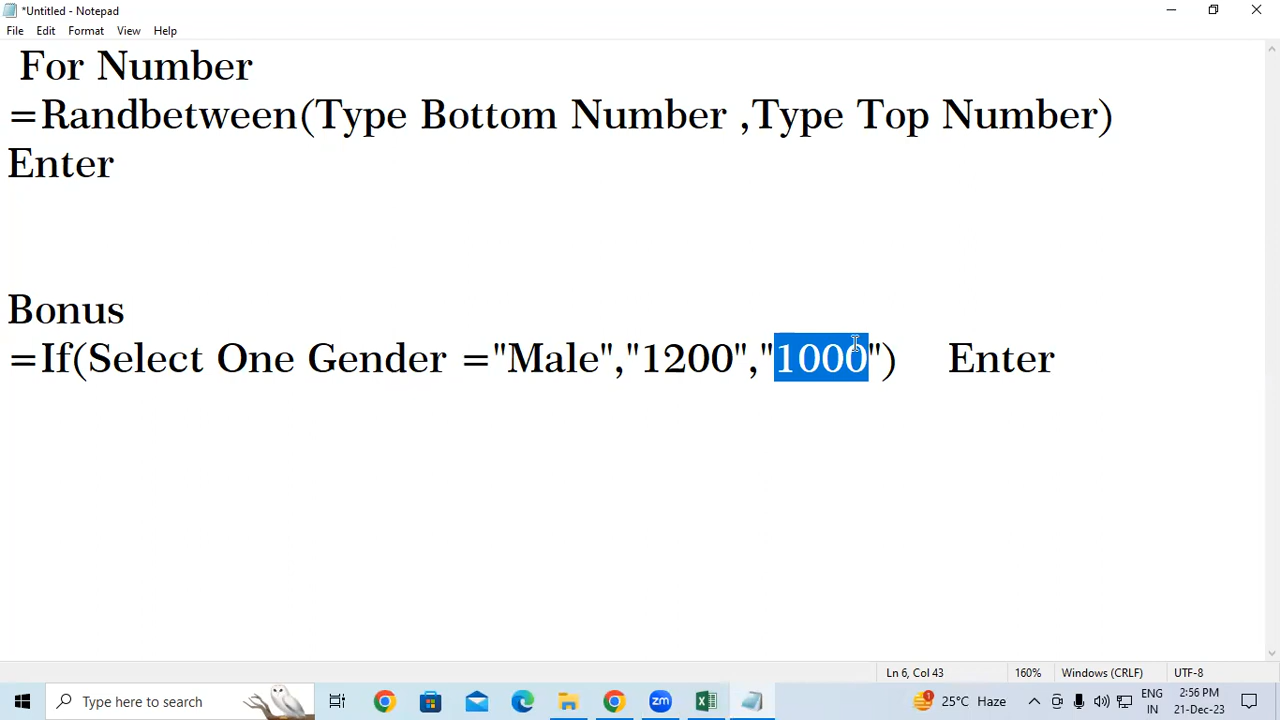 *Untitled - Notepad
File Edit Format View Help
For Number
=Randbetween(Type Bottom Number ,Type Top Number)
Enter
Bonus
=If(Select One Gender ="Male","1200","1000") Enter
Ln 6, Col 43 160% Windows (CRLF) UTF-8
Type here to search zm 25°C Haze ENG IN 2:56 PM 21-Dec-23